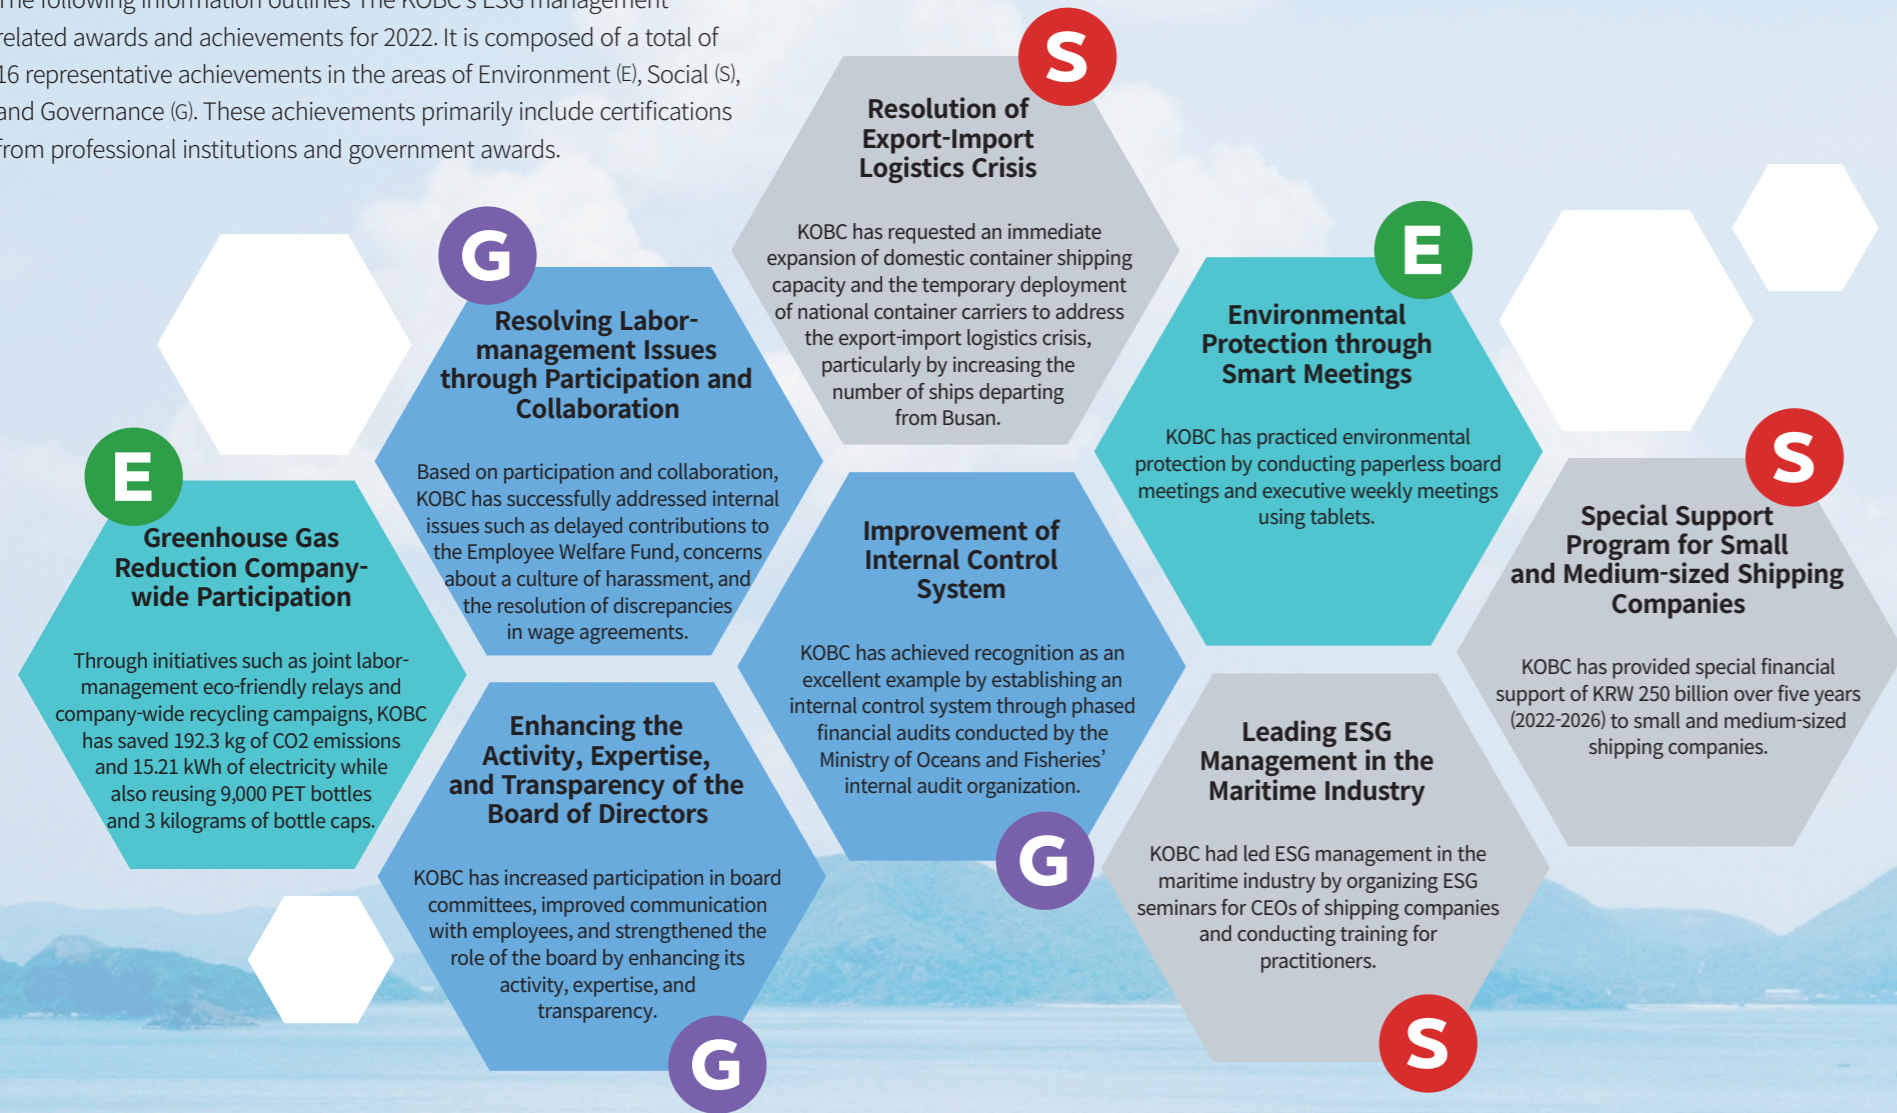 The following information outlines The KOBC's ESG management
related awards and achievements for 2022. It is composed of a total of
16 representative achievements in the areas of Environment (E), Social (S),
and Governance (G). These achievements primarily include certifications
from professional institutions and government awards.
S
Resolution of
Export-Import
Logistics Crisis
KOBC has requested an immediate
expansion of domestic container shipping
capacity and the temporary deployment
of national container carriers to address
the export-import logistics crisis,
particularly by increasing the
number of ships departing
from Busan.
G
Resolving Labor-
management Issues
through Participation and
Collaboration
Based on participation and collaboration,
KOBC has successfully addressed internal
issues such as delayed contributions to
the Employee Welfare Fund, concerns
about a culture of harassment, and
the resolution of discrepancies
in wage agreements.
E
Environmental
Protection through
Smart Meetings
KOBC has practiced environmental
protection by conducting paperless board
meetings and executive weekly meetings
using tablets.
E
Greenhouse Gas
Reduction Company-
wide Participation
Through initiatives such as joint labor-
management eco-friendly relays and
company-wide recycling campaigns, KOBC
has saved 192.3 kg of CO2 emissions
and 15.21 kWh of electricity while
also reusing 9,000 PET bottles
and 3 kilograms of bottle caps.
Improvement of
Internal Control
System
KOBC has achieved recognition as an
excellent example by establishing an
internal control system through phased
financial audits conducted by the
Ministry of Oceans and Fisheries'
internal audit organization.
G
S
Special Support
Program for Small
and Medium-sized Shipping
Companies
KOBC has provided special financial
support of KRW 250 billion over five years
(2022-2026) to small and medium-sized
shipping companies.
Enhancing the
Activity, Expertise,
and Transparency of the
Board of Directors
KOBC has increased participation in board
committees, improved communication
with employees, and strengthened the
role of the board by enhancing its
activity, expertise, and
transparency.
G
Leading ESG
Management in the
Maritime Industry
KOBC had led ESG management in the
maritime industry by organizing ESG
seminars for CEOs of shipping companies
and conducting training for
practitioners.
S